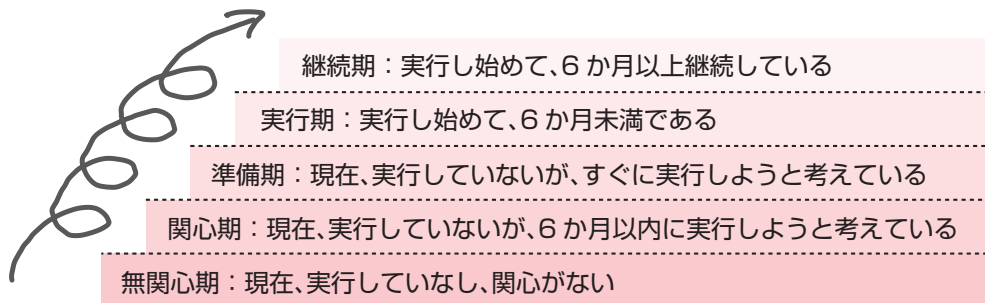 継続期：実行し始めて、6 か月以上継続している
実行期：実行し始めて、6 か月未満である
準備期：現在、実行していないが、すぐに実行しようと考えている
関心期：現在、実行していないが、6 か月以内に実行しようと考えている
無関心期：現在、実行していなし、関心がない